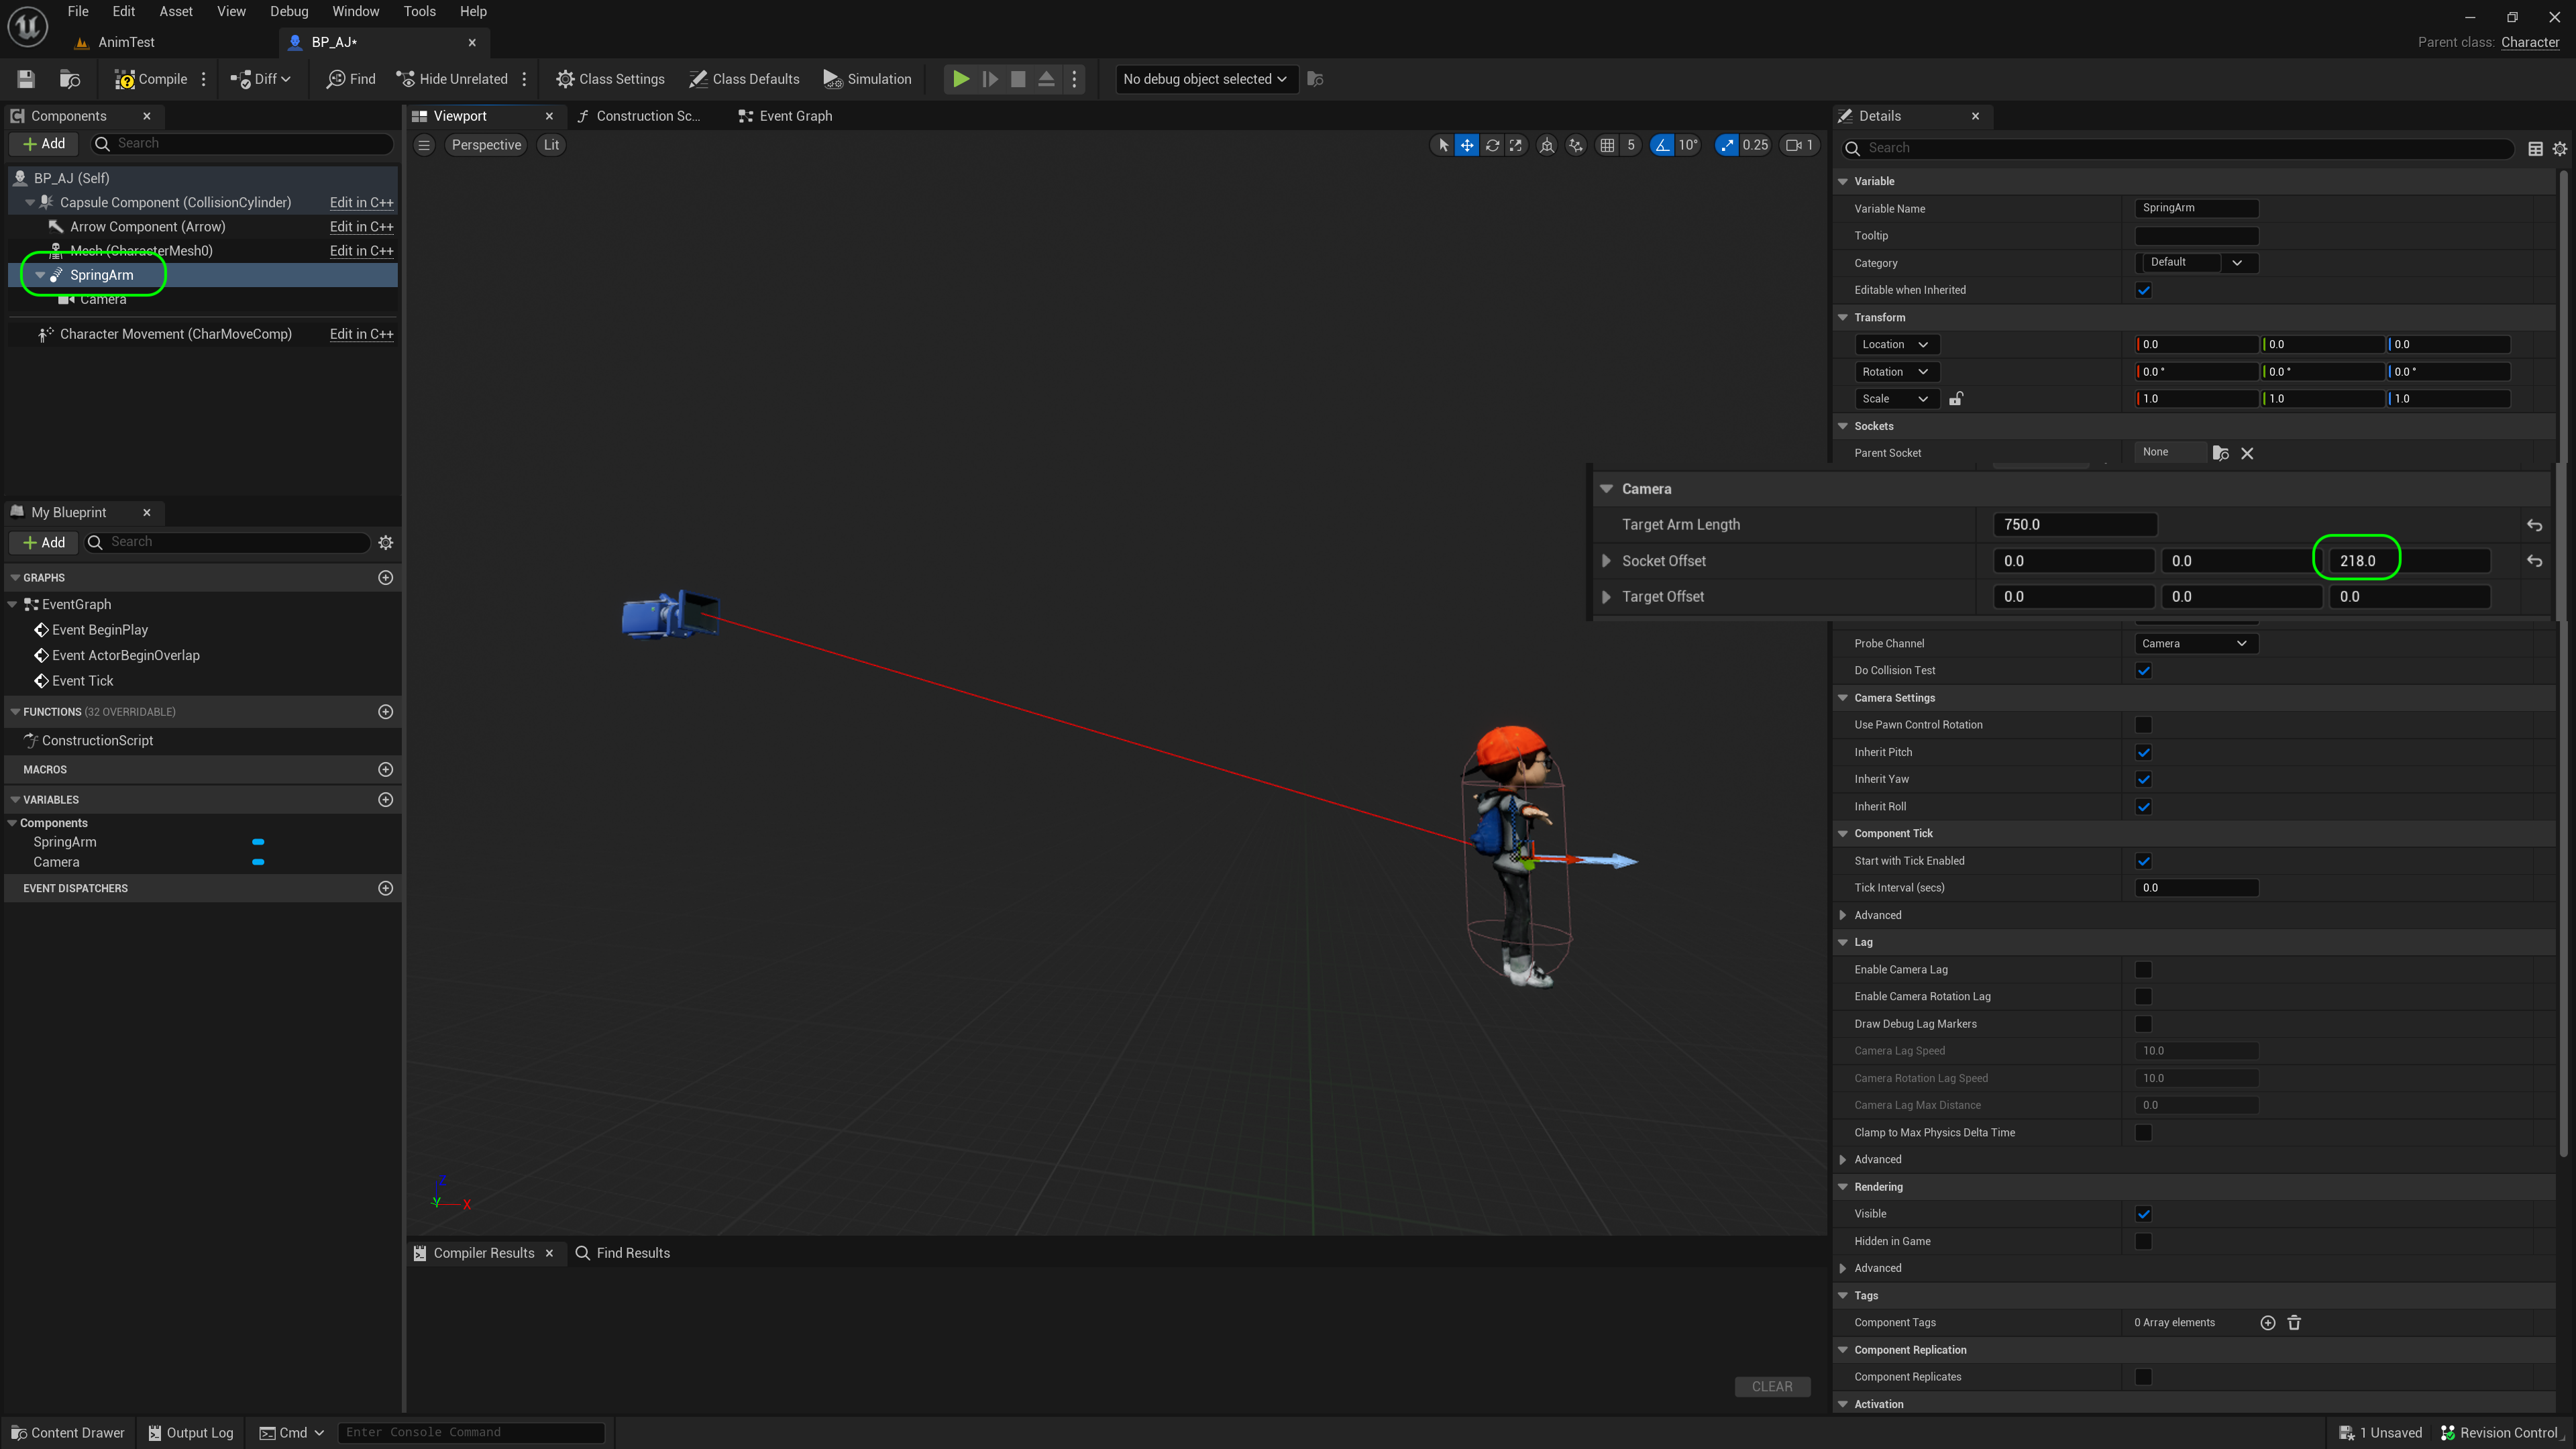 File Edit Asset View Debug Window Tools Help
AnimTest
BP_AJ*
Parent class: Character
Compile
Diff
Find
Hide Unrelated
Class Settings
Class Defaults
Simulation
No debug object selected
Components
Add
Search
BP_AJ (Self)
Capsule Component (CollisionCylinder) Edit in C++
Arrow Component (Arrow) Edit in C++
Mesh (CharacterMesh0) Edit in C++
SpringArm
Camera
Character Movement (CharMoveComp) Edit in C++
My Blueprint
Add
Search
GRAPHS
EventGraph
Event BeginPlay
Event ActorBeginOverlap
Event Tick
FUNCTIONS (32 OVERRIDABLE)
ConstructionScript
MACROS
VARIABLES
Components
SpringArm
Camera
EVENT DISPATCHERS
Viewport
Construction Sc...
Event Graph
Perspective
Lit
5
10°
0.25
1
Z
Y
X
Compiler Results
Find Results
CLEAR
Details
Search
Variable
Variable Name SpringArm
Tooltip
Category Default
Editable when Inherited
Transform
Location 0.0 0.0 0.0
Rotation 0.0 ° 0.0 ° 0.0 °
Scale 1.0 1.0 1.0
Sockets
Parent Socket None
Camera
Target Arm Length 750.0
Socket Offset 0.0 0.0 218.0
Target Offset 0.0 0.0 0.0
Probe Channel Camera
Do Collision Test
Camera Settings
Use Pawn Control Rotation
Inherit Pitch
Inherit Yaw
Inherit Roll
Component Tick
Start with Tick Enabled
Tick Interval (secs) 0.0
Advanced
Lag
Enable Camera Lag
Enable Camera Rotation Lag
Draw Debug Lag Markers
Camera Lag Speed 10.0
Camera Rotation Lag Speed 10.0
Camera Lag Max Distance 0.0
Clamp to Max Physics Delta Time
Advanced
Rendering
Visible
Hidden in Game
Advanced
Tags
Component Tags 0 Array elements
Component Replication
Component Replicates
Activation
Content Drawer
Output Log
Cmd
Enter Console Command
1 Unsaved
Revision Control